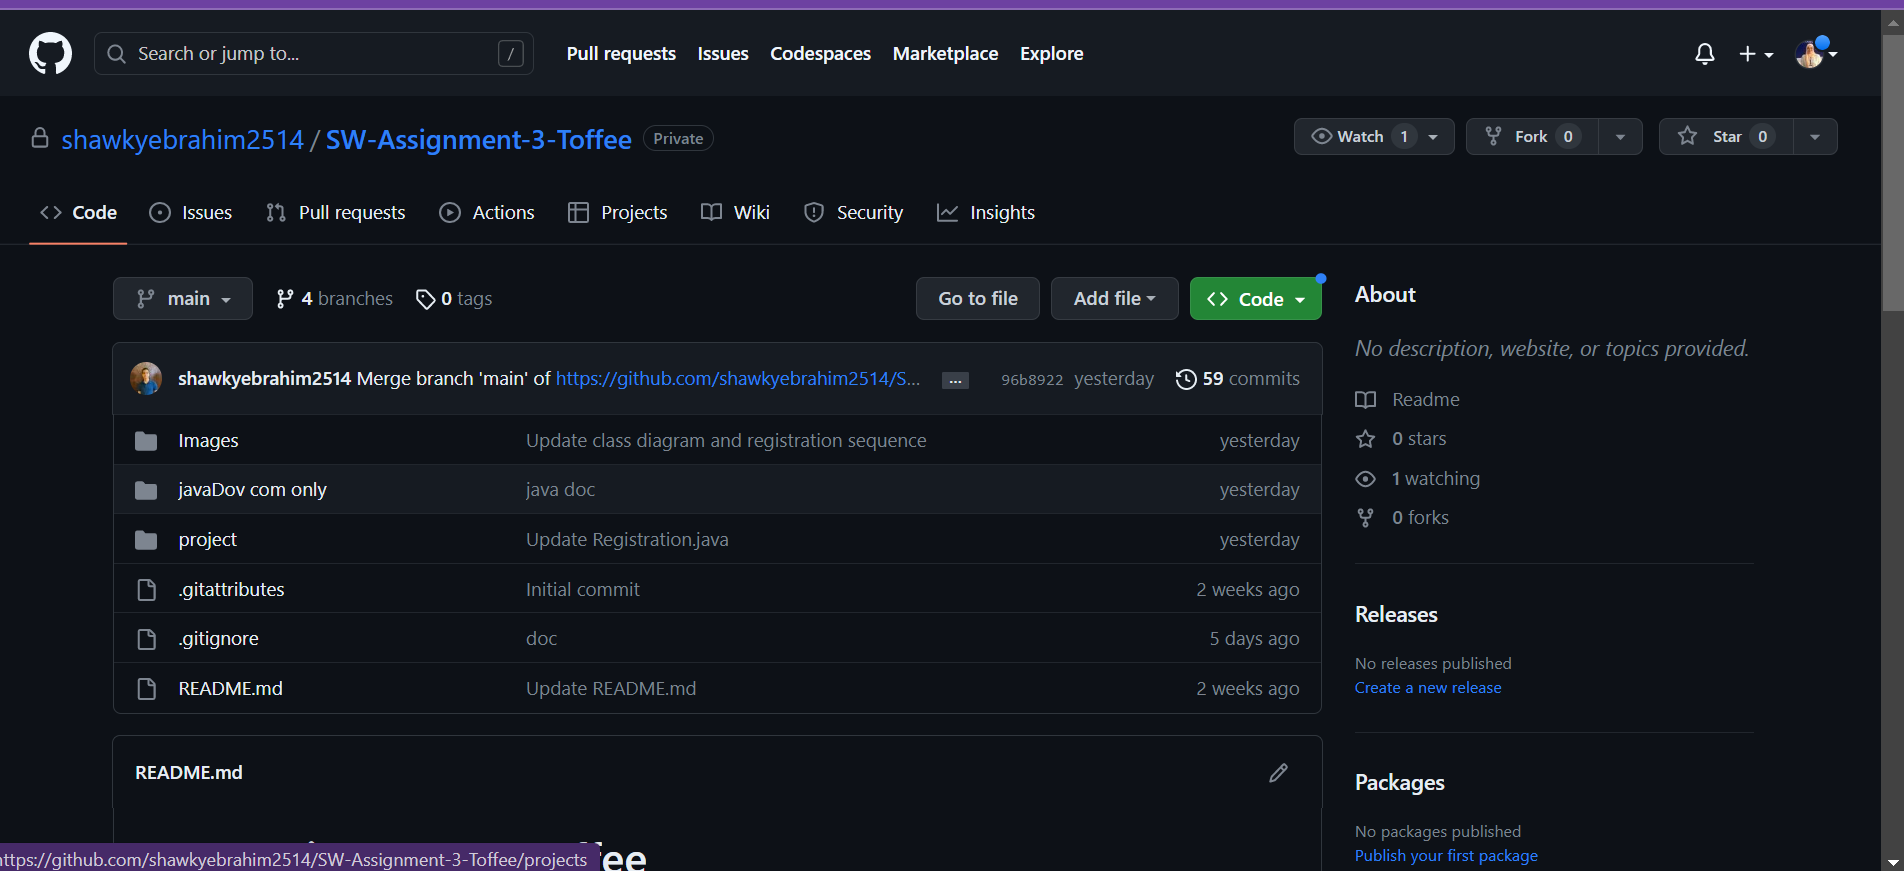 Search or jump to... /
Pull requests Issues Codespaces Marketplace Explore
shawkyebrahim2514 / SW-Assignment-3-Toffee Private
Watch 1 Fork 0 Star 0
Code Issues Pull requests Actions Projects Wiki Security Insights
main 4 branches 0 tags
Go to file Add file Code
shawkyebrahim2514 Merge branch 'main' of https://github.com/shawkyebrahim2514/S... ... 96b8922 yesterday 59 commits
Images Update class diagram and registration sequence yesterday
javaDov com only java doc yesterday
project Update Registration.java yesterday
.gitattributes Initial commit 2 weeks ago
.gitignore doc 5 days ago
README.md Update README.md 2 weeks ago
README.md
About
No description, website, or topics provided.
Readme
0 stars
1 watching
0 forks
Releases
No releases published
Create a new release
Packages
No packages published
Publish your first package
https://github.com/shawkyebrahim2514/SW-Assignment-3-Toffee/projects